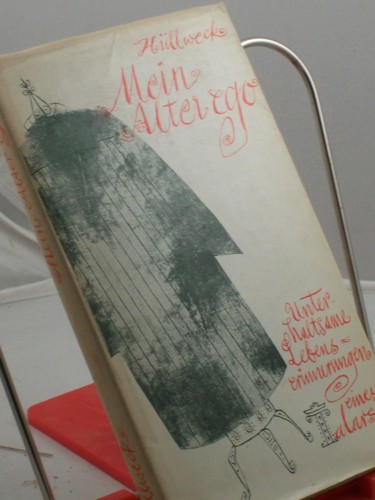 Hüllweck
Mein
Alter ego
Unter-
haltsame
Lebens=
erinnerungen
eines
Talars